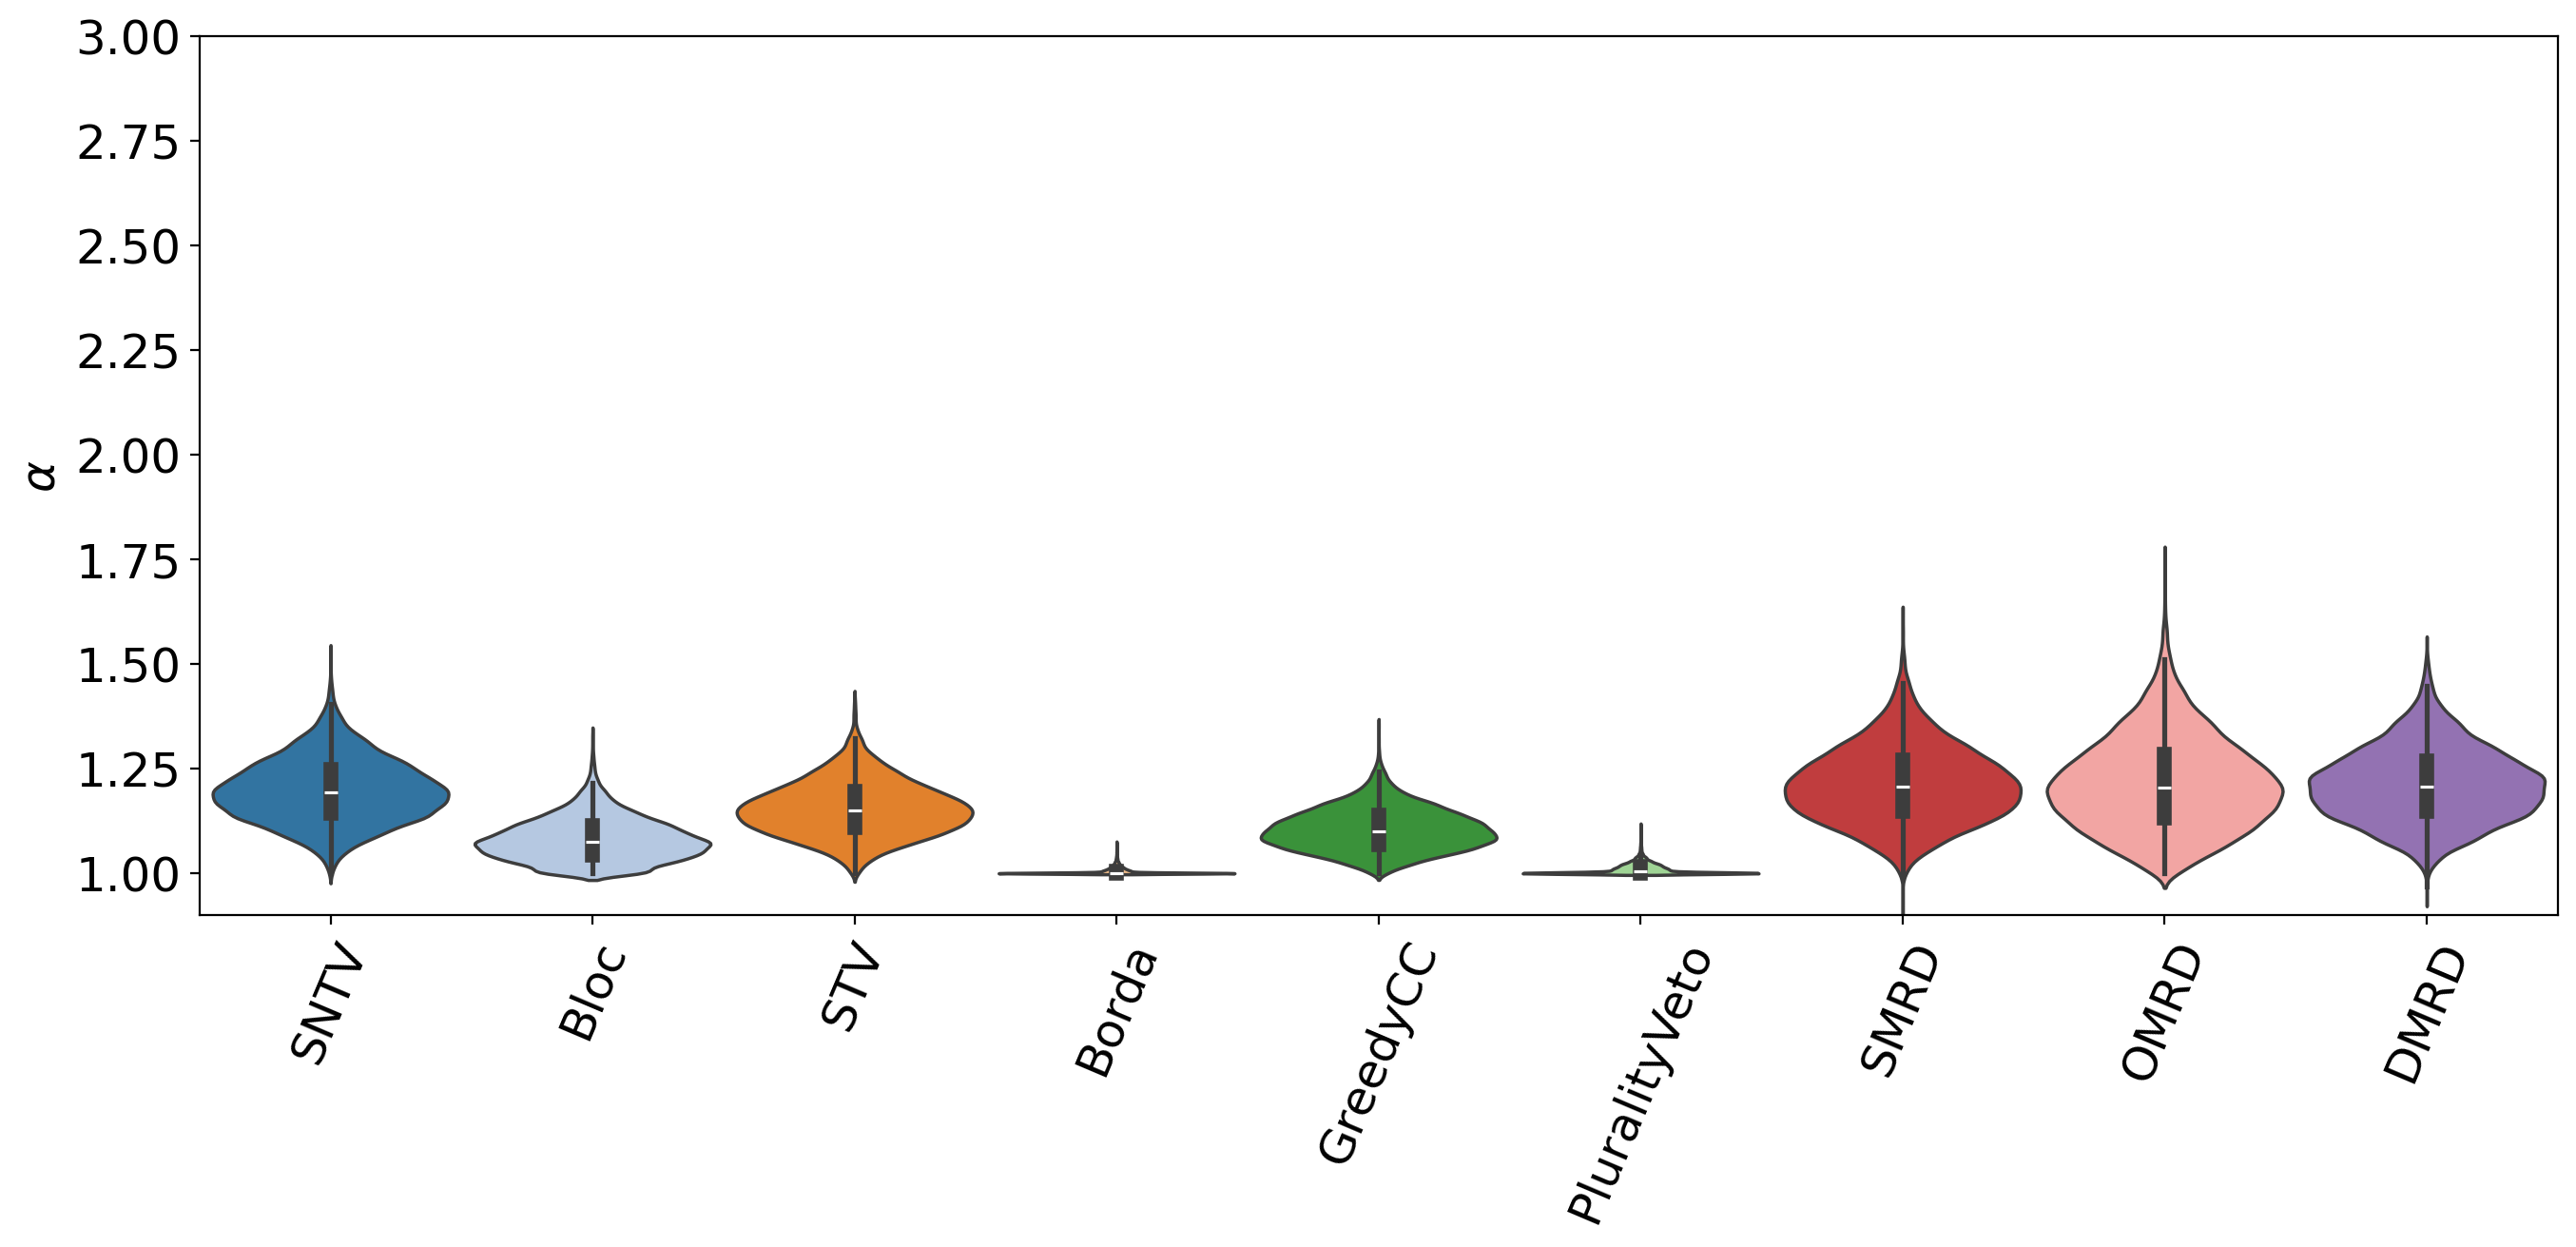 3.00
2.75
2.50
2.25
2.00
1.75
1.50
1.25
1.00
α
SNTV
Bloc
STV
Borda
GreedyCC
PluralityVeto
SMRD
OMRD
DMRD